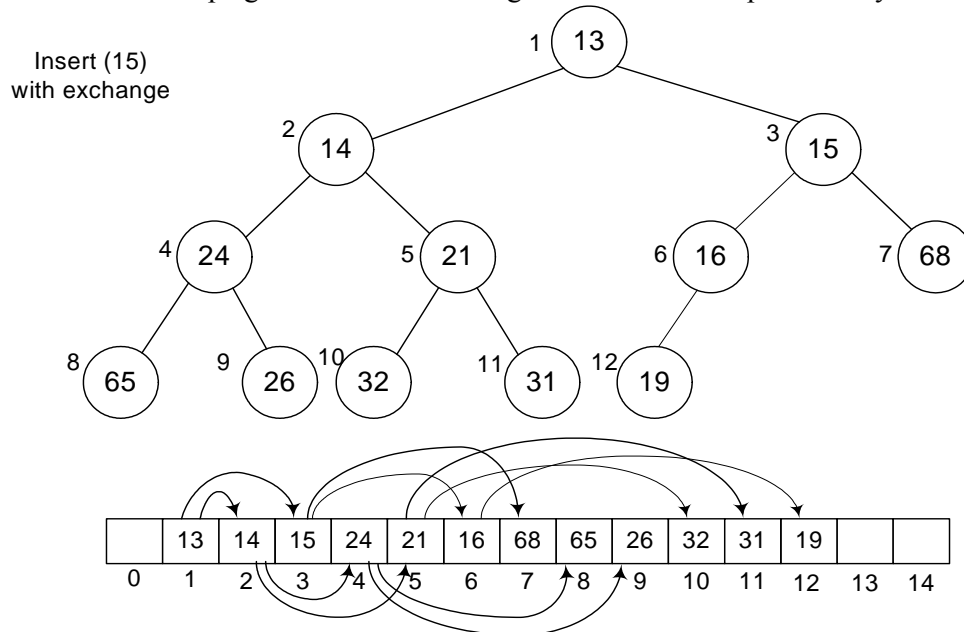 Insert (15)
with exchange
1 13
2 14 3 15
4 24 5 21 6 16 7 68
8 65 9 26 10 32 11 31 12 19
13 14 15 24 21 16 68 65 26 32 31 19
0 1 2 3 4 5 6 7 8 9 10 11 12 13 14